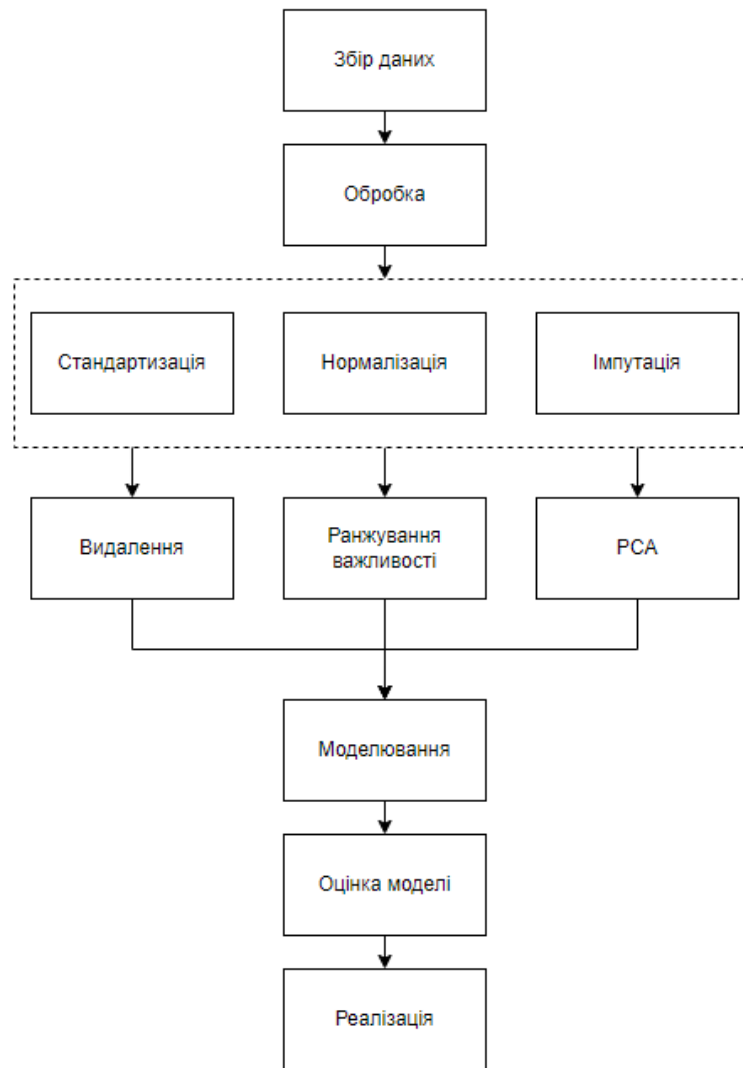 Збір даних
Обробка
Стандартизація
Нормалізація
Імпутація
Видалення
Ранжування
важливості
PCA
Моделювання
Оцінка моделі
Реалізація